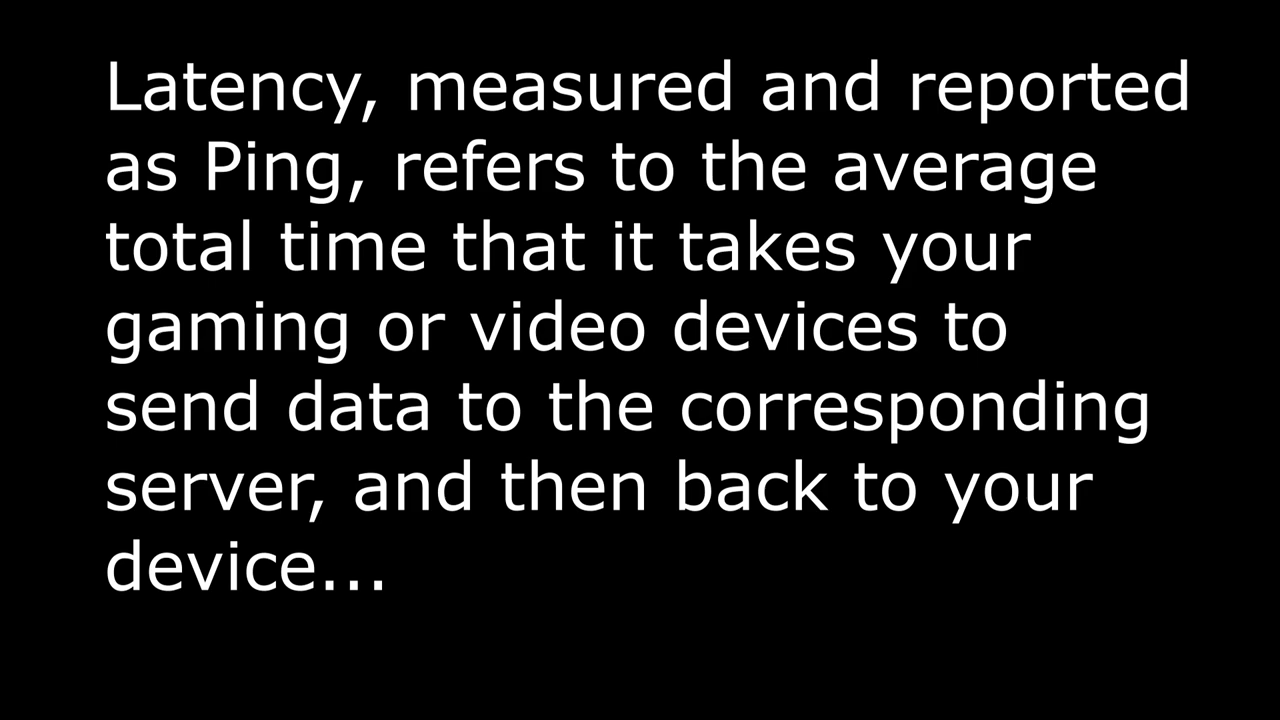 Latency, measured and reported
as Ping, refers to the average
total time that it takes your
gaming or video devices to
send data to the corresponding
server, and then back to your
device...